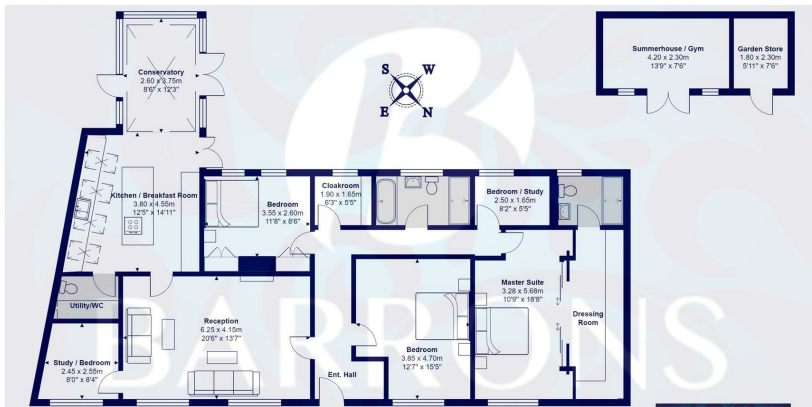 Conservatory
2.60 x 3.75m
8'6" x 12'3"
S W
E N
Summerhouse / Gym
4.20 x 2.30m
13'9" x 7'6"
Garden Store
1.80 x 2.30m
5'11" x 7'6"
Kitchen / Breakfast Room
3.80 x 4.55m
12'5" x 14'11"
Bedroom
3.55 x 2.60m
11'8" x 8'6"
Cloakroom
1.90 x 1.65m
6'3" x 5'5"
Bedroom / Study
2.50 x 1.65m
8'2" x 5'5"
Utility/WC
Reception
6.25 x 4.15m
20'6" x 13'7"
Study / Bedroom
2.45 x 2.55m
8'0" x 8'4"
Ent. Hall
Bedroom
3.85 x 4.70m
12'7" x 15'5"
Master Suite
3.28 x 5.68m
10'9" x 18'8"
Dressing
Room
B
BARRONS